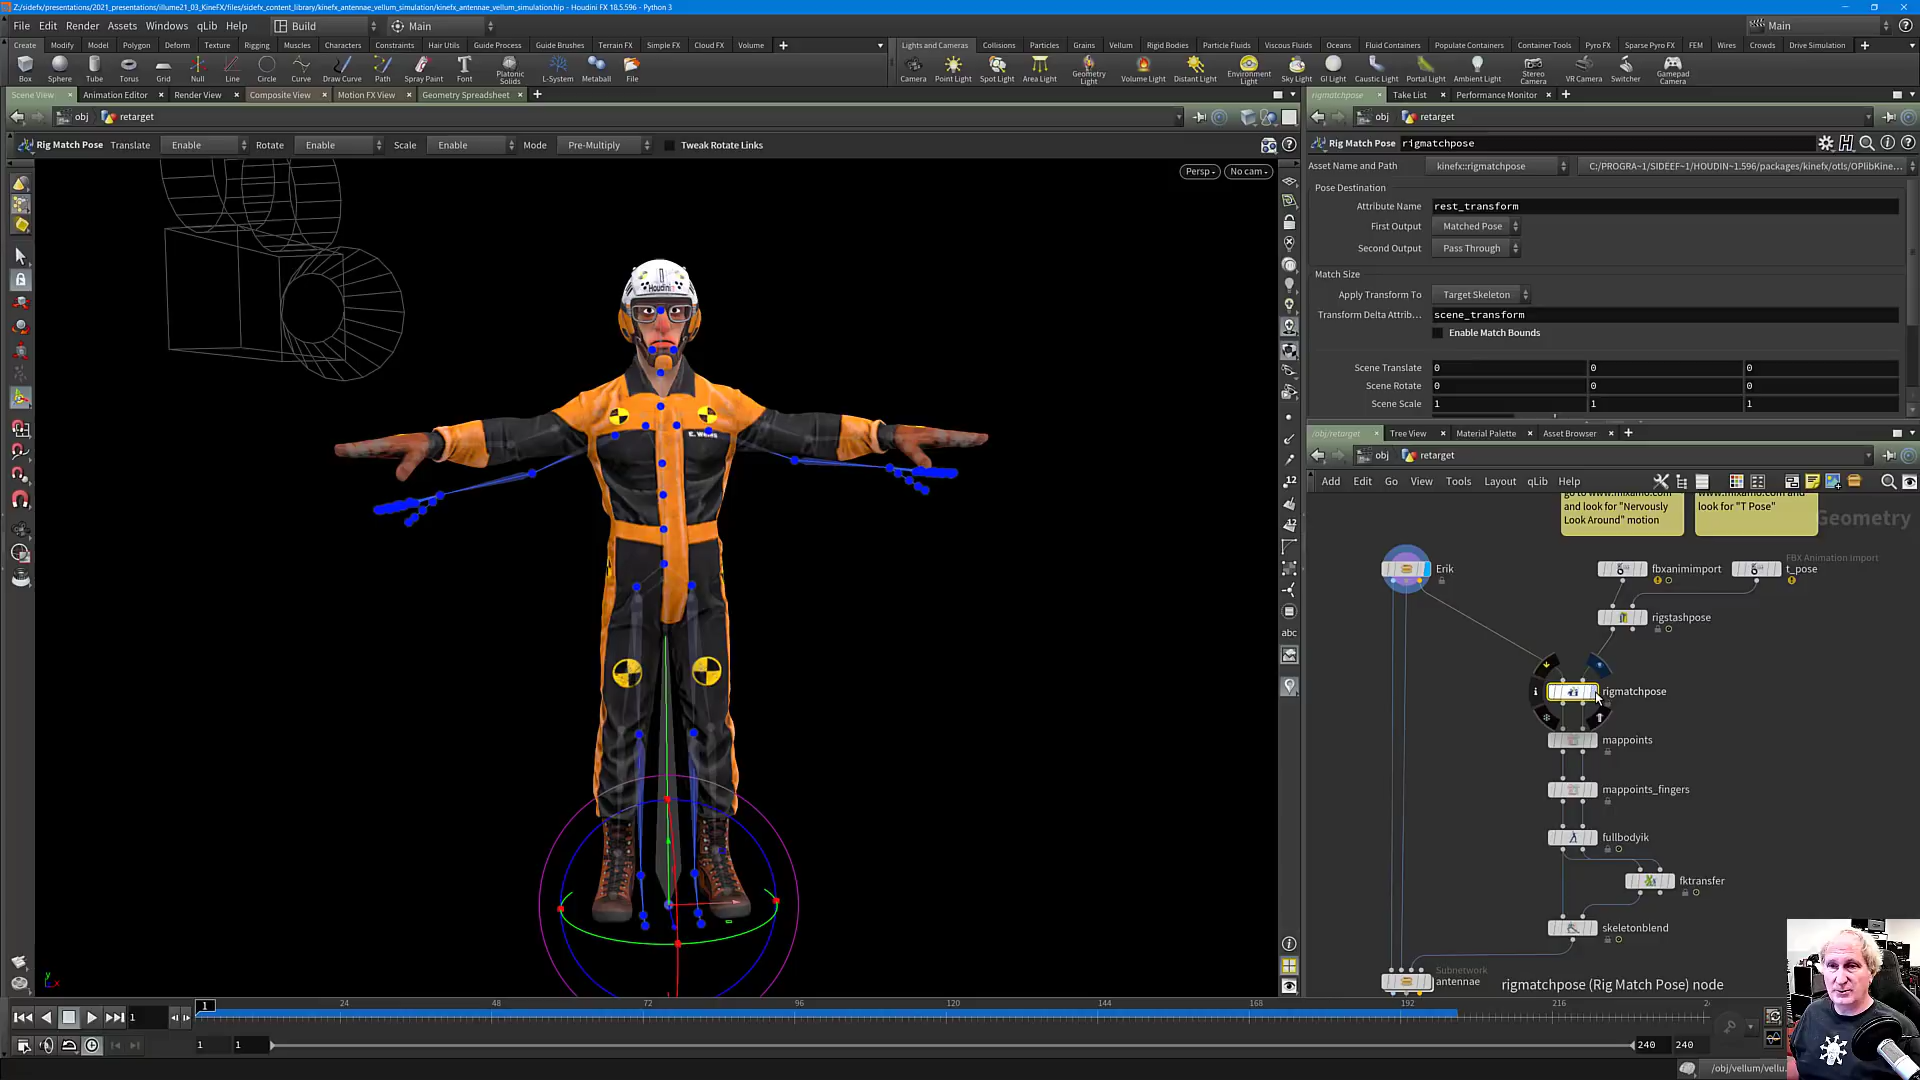 Z:/sidefx/presentations/2021_presentations/illume21_03_KineFX/files/sidefx_content_library/kinefx_antennae_vellum_simulation/kinefx_antennae_vellum_simulation.hip - Houdini FX 18.5.596 - Python 3
File Edit Render Assets Windows qLib Help Build Main Main
Create Modify Model Polygon Deform Texture Rigging Muscles Characters Constraints Hair Utils Guide Process Guide Brushes Terrain FX Simple FX Cloud FX Volume
Lights and Cameras Collisions Particles Grains Vellum Rigid Bodies Particle Fluids Viscous Fluids Oceans Fluid Containers Populate Containers Container Tools Pyro FX Sparse Pyro FX FEM Wires Crowds Drive Simulation
Box Sphere Tube Torus Grid Null Line Circle Curve Draw Curve Path Spray Paint Font Platonic Solids L-System Metaball File
Camera Point Light Spot Light Area Light Geometry Light Volume Light Distant Light Environment Light Sky Light GI Light Caustic Light Portal Light Ambient Light Stereo Camera VR Camera Switcher Gamepad Camera
Scene View Animation Editor Render View Composite View Motion FX View Geometry Spreadsheet
rigmatchpose Take List Performance Monitor
obj retarget
obj retarget
Rig Match Pose Translate Enable Rotate Enable Scale Enable Mode Pre-Multiply Tweak Rotate Links
Persp No cam
Rig Match Pose rigmatchpose
Asset Name and Path kinefx::rigmatchpose C:/PROGRA~1/SIDEEF~1/HOUDIN~1.596/packages/kinefx/otls/OPlibKine...
Pose Destination
Attribute Name rest_transform
First Output Matched Pose
Second Output Pass Through
Match Size
Apply Transform To Target Skeleton
Transform Delta Attrib... scene_transform
Enable Match Bounds
Scene Translate 0 0 0
Scene Rotate 0 0 0
Scene Scale 1 1 1
/obj/retarget Tree View Material Palette Asset Browser
obj retarget
Add Edit Go View Tools Layout qLib Help
go to www.mixamo.com
and look for "Nervously
Look Around" motion
www.mixamo.com and
look for "T Pose"
Geometry
Erik
fbxanimimport
FBX Animation Import
t_pose
rigstashpose
rigmatchpose
mappoints
mappoints_fingers
fullbodyik
fktransfer
skeletonblend
Subnetwork
antennae
rigmatchpose (Rig Match Pose) node
Houdini
abc
12
12
1 24 48 72 96 120 144 168 192 216
1
1 1 240 240
/obj/vellum/vellu...